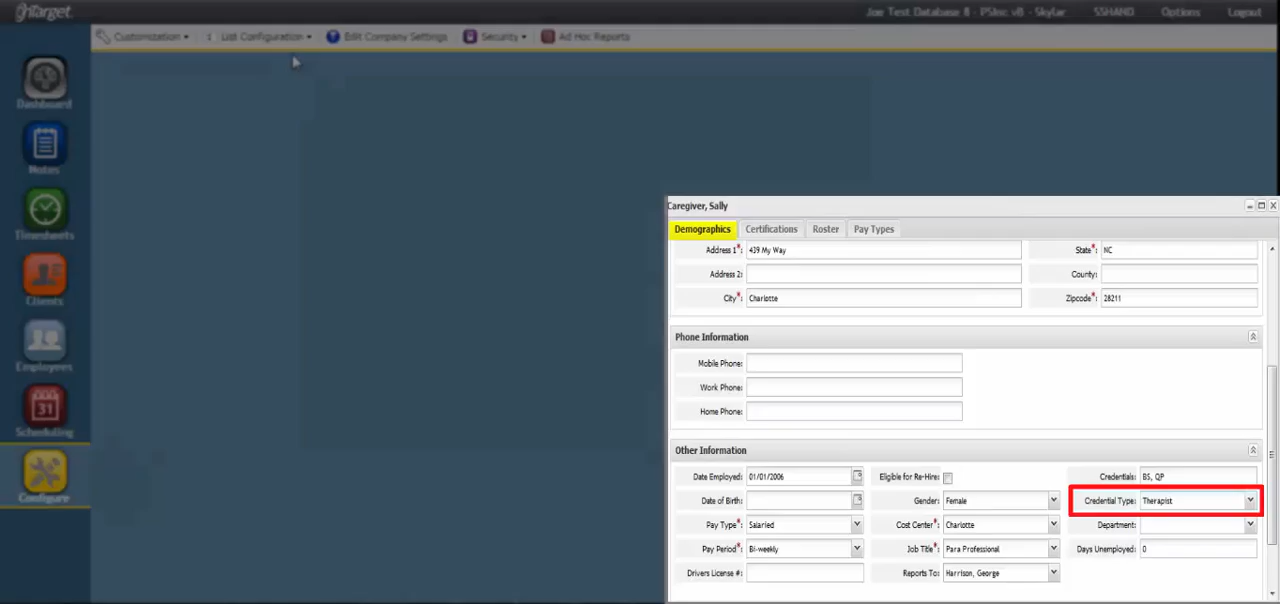 Target
Joe Test Database 8 - PSInc v8 - Skylar SSHAND Options Logout
Customization List Configuration Edit Company Settings Security Ad Hoc Reports
Dashboard
Notes
Timesheets
Clients
Employees
31
Scheduling
Configure
Caregiver, Sally
Demographics Certifications Roster Pay Types
Address 1*: 439 My Way State*: NC
Address 2: County:
City*: Charlotte Zipcode*: 28211
Phone Information
Mobile Phone:
Work Phone:
Home Phone:
Other Information
Date Employed: 01/01/2006 Eligible for Re-Hire: Credentials: BS, QP
Date of Birth: Gender: Female Credential Type: Therapist
Pay Type*: Salaried Cost Center*: Charlotte Department:
Pay Period*: Bi-weekly Job Title*: Para Professional Days Unemployed: 0
Drivers License #: Reports To: Harrison, George